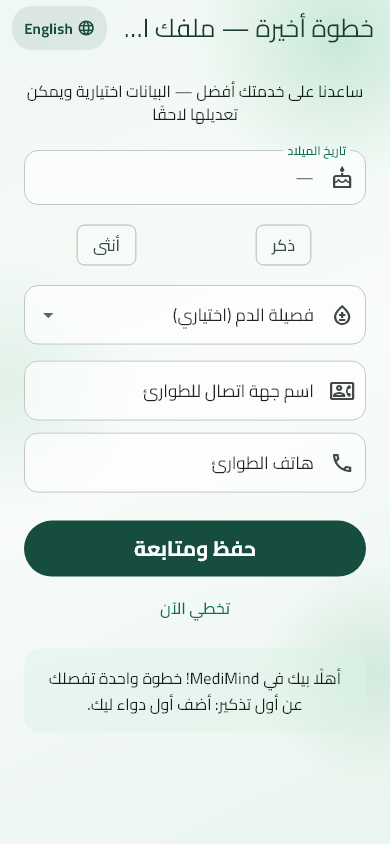 خطوة أخيرة — ملفك ا...
English
ساعدنا على خدمتك أفضل — البيانات اختيارية ويمكن
تعديلها لاحقًا
تاريخ الميلاد
—
ذكر
أنثى
فصيلة الدم (اختياري)
اسم جهة اتصال للطوارئ
هاتف الطوارئ
حفظ ومتابعة
تخطي الآن
أهلًا بيك في MediMind! خطوة واحدة تفصلك
عن أول تذكير: أضف أول دواء ليك.